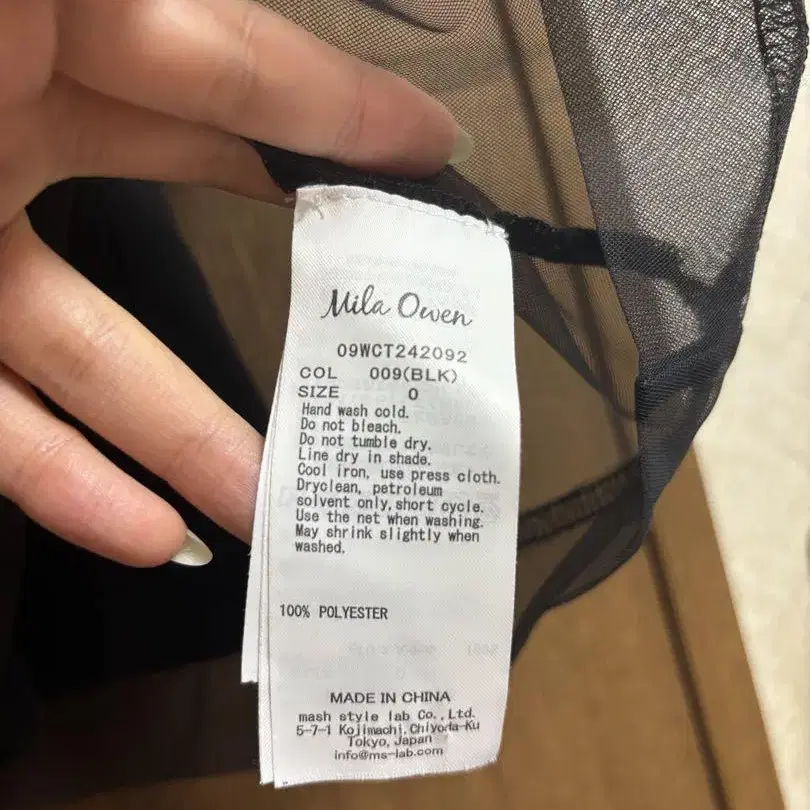 Mila Owen
09WCT242092
COL 009(BLK)
SIZE 0
Hand wash cold.
Do not bleach.
Do not tumble dry.
Line dry in shade.
Cool iron, use press cloth.
Dryclean, petroleum
solvent only, short cycle.
Use the net when washing.
May shrink slightly when
washed.
100% POLYESTER
MADE IN CHINA
mash style lab Co., Ltd.
5-7-1 Kojimachi, Chiyoda-Ku
Tokyo, Japan
info@ms-lab.com